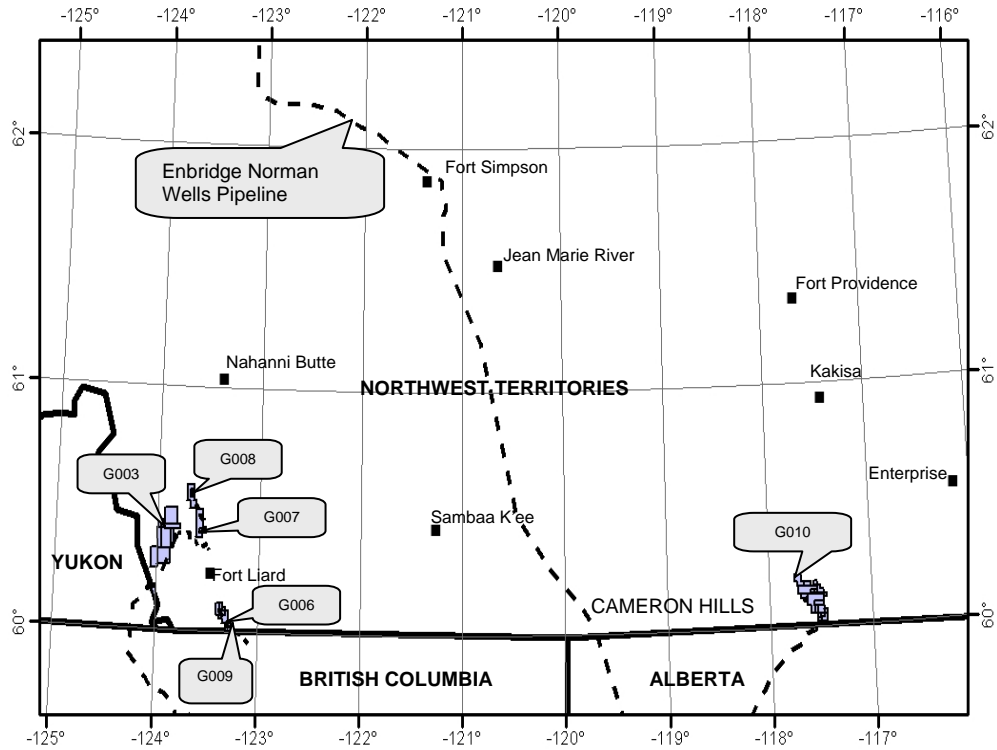 -125° -124° -123° -122° -121° -120° -119° -118° -117° -116°
62° 62°
Enbridge Norman
Wells Pipeline
Fort Simpson
Jean Marie River
Fort Providence
Nahanni Butte
61° 61°
NORTHWEST TERRITORIES
Kakisa
G008
G003
Enterprise
G007
Sambaa K'ee
G010
YUKON
Fort Liard
G006
CAMERON HILLS
60° 60°
G009
BRITISH COLUMBIA
ALBERTA
-124° -123° -122° -121° -120° -119° -118° -117°